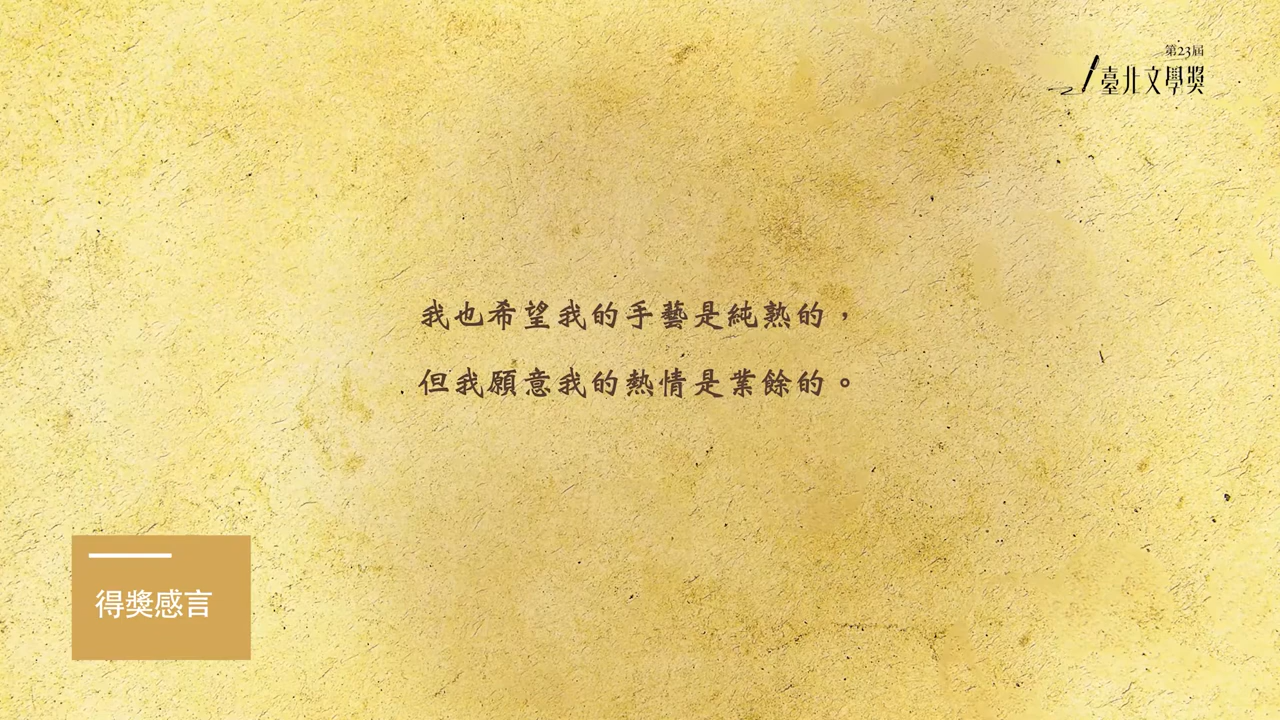 第23屆
臺北文學獎
我也希望我的手藝是純熟的，
但我願意我的熱情是業餘的。
得獎感言